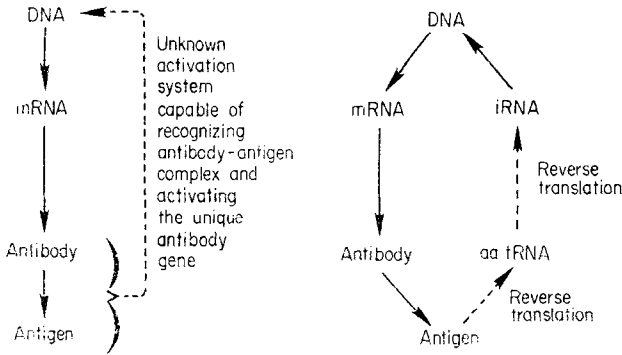 DNA
Unknown
activation
system
capable of
recognizing
antibody-antigen
complex and
activating
the unique
antibody
gene
mRNA
Antibody
Antigen
DNA
mRNA
iRNA
Reverse
translation
Antibody
aa tRNA
Reverse
translation
Antigen